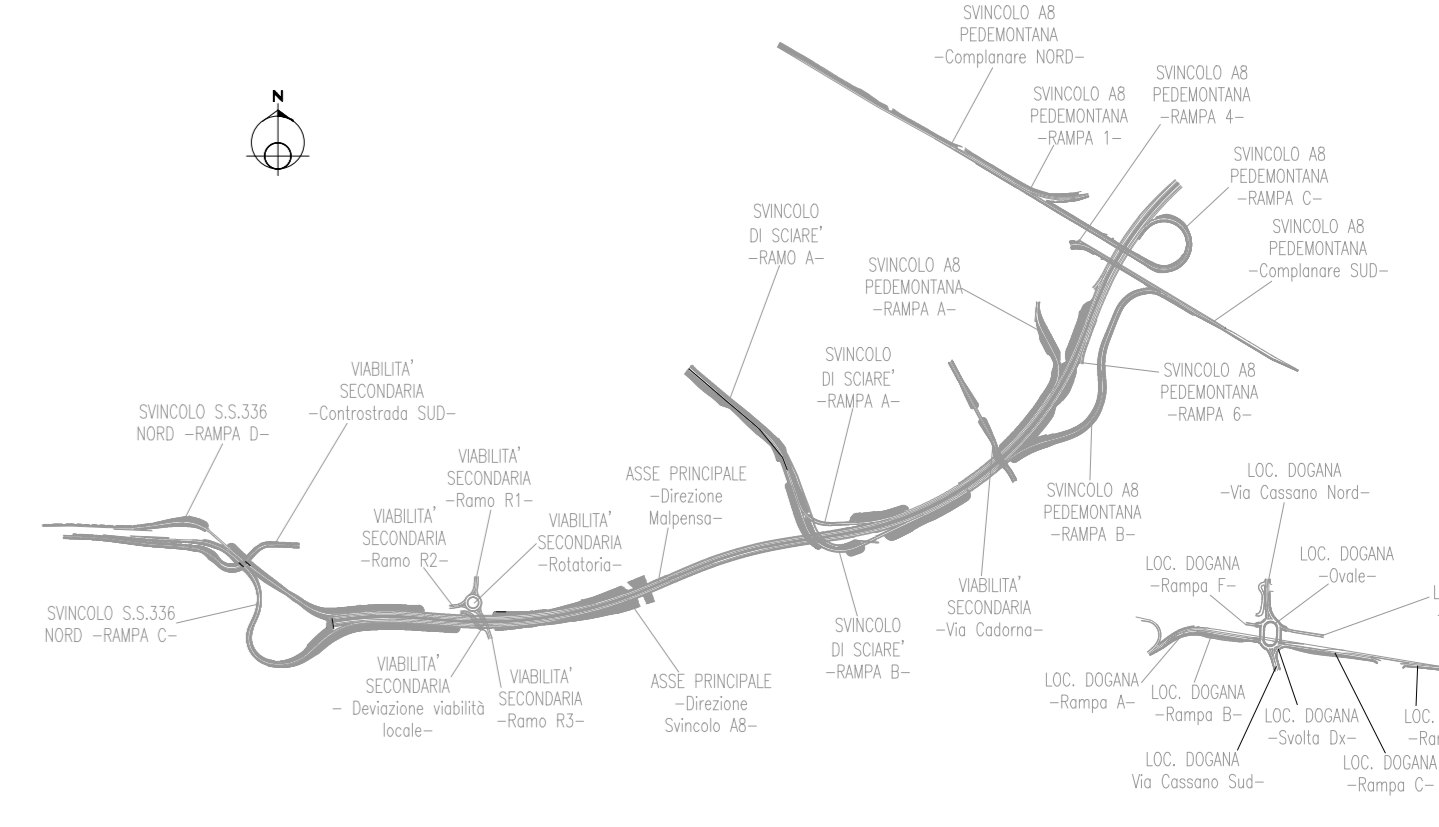 SVINCOLO A8
PEDEMONTANA
-Complanare NORD-
SVINCOLO A8
PEDEMONTANA
-RAMPA 4-
SVINCOLO A8
PEDEMONTANA
-RAMPA 1-
N
SVINCOLO A8
PEDEMONTANA
-RAMPA C-
SVINCOLO
DI SCIARE'
-RAMO A-
SVINCOLO A8
PEDEMONTANA
-Complanare SUD-
SVINCOLO A8
PEDEMONTANA
-RAMPA A-
SVINCOLO
DI SCIARE'
-RAMPA A-
VIABILITA'
SECONDARIA
-Controstrada SUD-
SVINCOLO A8
PEDEMONTANA
-RAMPA 6-
SVINCOLO S.S.336
NORD -RAMPA D-
VIABILITA'
SECONDARIA
-Ramo R1-
ASSE PRINCIPALE
-Direzione
Malpensa-
LOC. DOGANA
-Via Cassano Nord-
SVINCOLO A8
PEDEMONTANA
-RAMPA B-
VIABILITA'
SECONDARIA
-Ramo R2-
VIABILITA'
SECONDARIA
-Rotatoria-
LOC. DOGANA
-Ovale-
LOC. DOGANA
-Rampa F-
VIABILITA'
SECONDARIA
-Via Cadorna-
SVINCOLO S.S.336
NORD -RAMPA C-
SVINCOLO
DI SCIARE'
-RAMPA B-
VIABILITA'
SECONDARIA
- Deviazione viabilità
locale-
VIABILITA'
SECONDARIA
-Ramo R3-
ASSE PRINCIPALE
-Direzione
Svincolo A8-
LOC. DOGANA
-Rampa A-
LOC. DOGANA
-Rampa B-
LOC. DOGANA
-Svolta Dx-
LOC.
LOC. DOGANA
Via Cassano Sud-
LOC. DOGANA
-Rampa C-